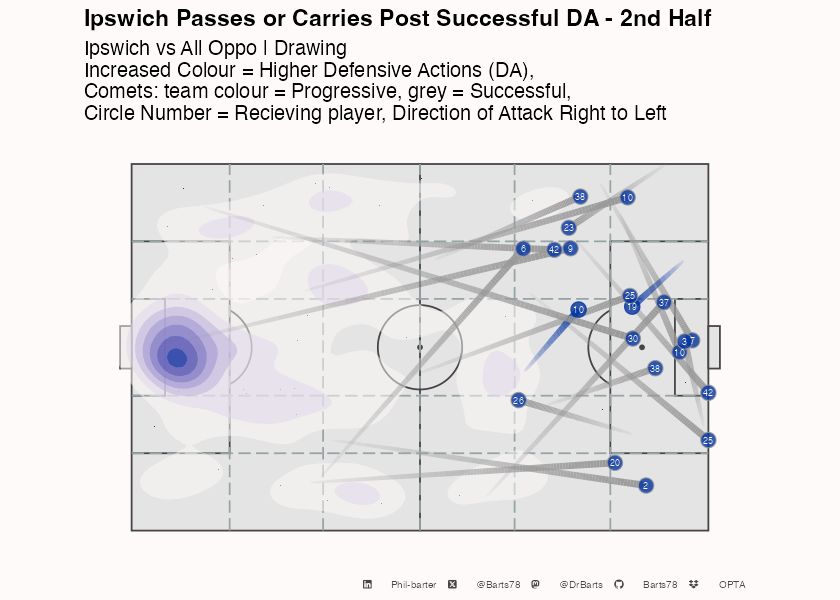 Ipswich Passes or Carries Post Successful DA - 2nd Half
Ipswich vs All Oppo | Drawing
Increased Colour = Higher Defensive Actions (DA),
Comets: team colour = Progressive, grey = Successful,
Circle Number = Recieving player, Direction of Attack Right to Left
38 10
23
6 42 9
25 19 37
10
30 3 7
10
38
42
26
25
20
2
Phil-barter @Barts78 @DrBarts Barts78 OPTA